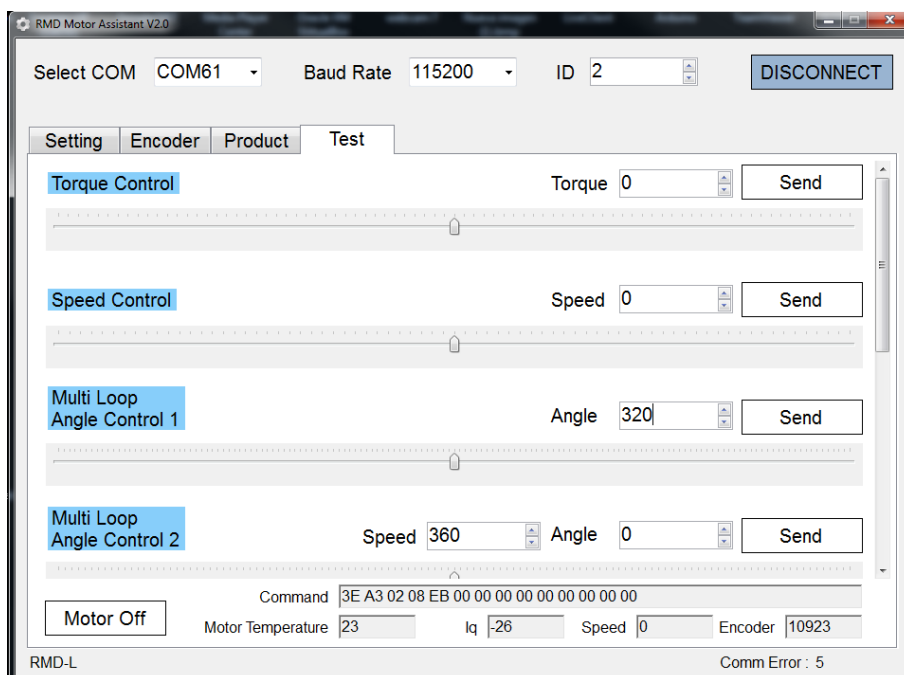 RMD Motor Assistant V2.0
Select COM COM61 Baud Rate 115200 ID 2 DISCONNECT
Setting Encoder Product Test
Torque Control Torque 0 Send
Speed Control Speed 0 Send
Multi Loop
Angle Control 1 Angle 320 Send
Multi Loop
Angle Control 2 Speed 360 Angle 0 Send
Command 3E A3 02 08 EB 00 00 00 00 00 00 00 00 00
Motor Off Motor Temperature 23 Iq -26 Speed 0 Encoder 10923
RMD-L Comm Error : 5